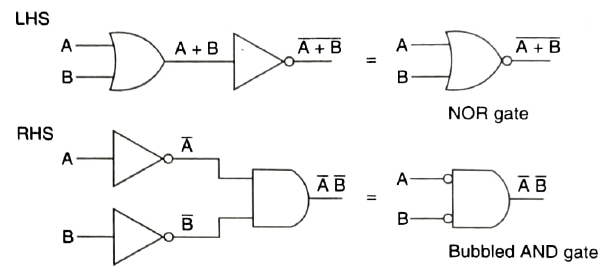 LHS
A
B
A + B
A̅ ̅+̅ ̅B̅
=
A
B
A̅ ̅+̅ ̅B̅
NOR gate
RHS
A
A̅
B
B̅
A̅ B̅
=
A
B
A̅ B̅
Bubbled AND gate